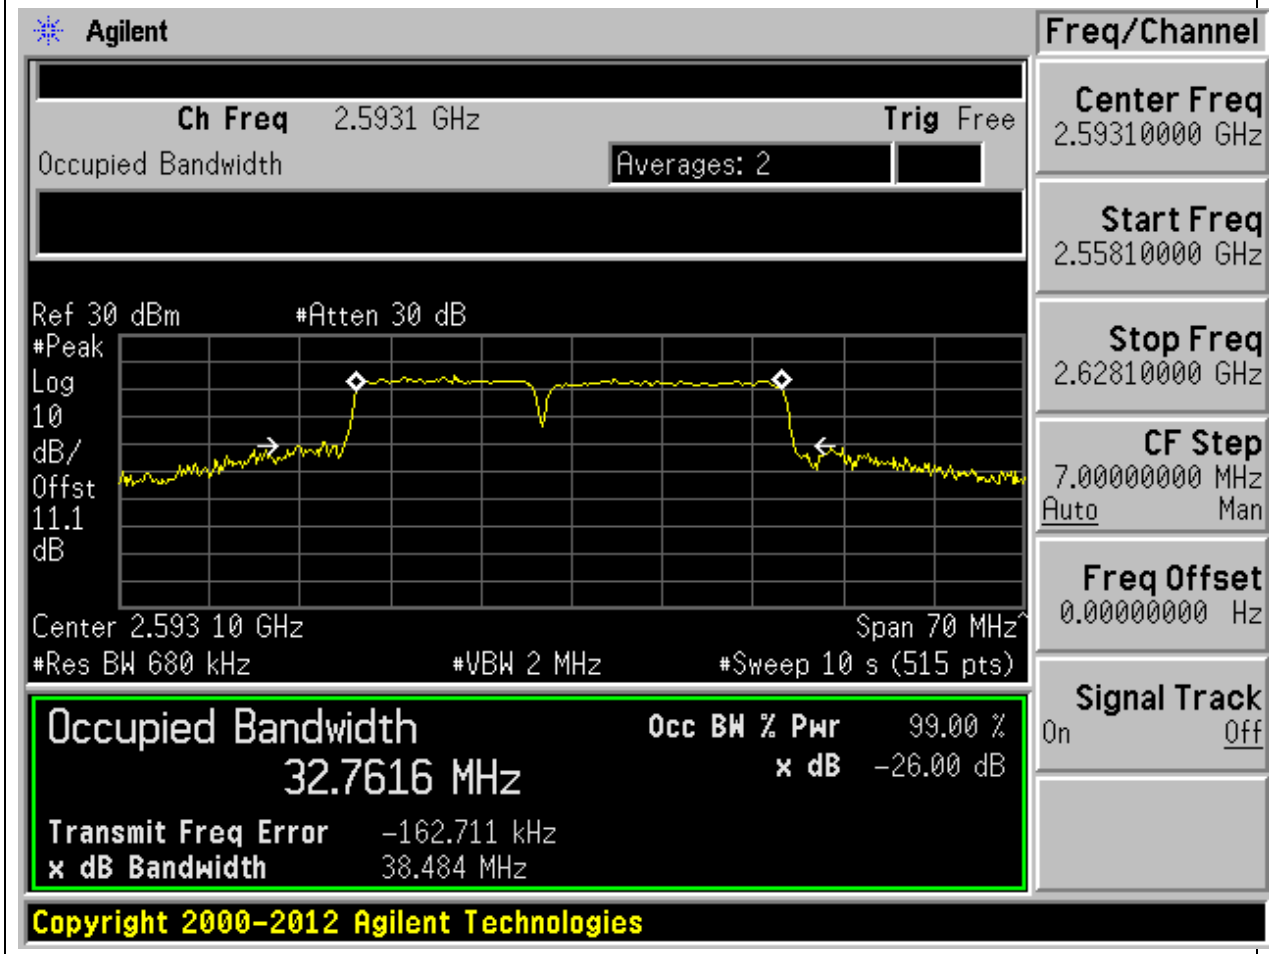 Agilent
Freq/Channel
Ch Freq 2.5931 GHz Trig Free
Occupied Bandwidth Averages: 2
Center Freq
2.59310000 GHz
Start Freq
2.55810000 GHz
Stop Freq
2.62810000 GHz
CF Step
7.00000000 MHz
Auto Man
Freq Offset
0.00000000 Hz
Signal Track
On Off
Ref 30 dBm #Atten 30 dB
#Peak
Log
10
dB/
Offst
11.1
dB
Center 2.593 10 GHz Span 70 MHz^
#Res BW 680 kHz #VBW 2 MHz #Sweep 10 s (515 pts)
Occupied Bandwidth Occ BW % Pwr 99.00 %
32.7616 MHz x dB -26.00 dB
Transmit Freq Error -162.711 kHz
x dB Bandwidth 38.484 MHz
Copyright 2000-2012 Agilent Technologies